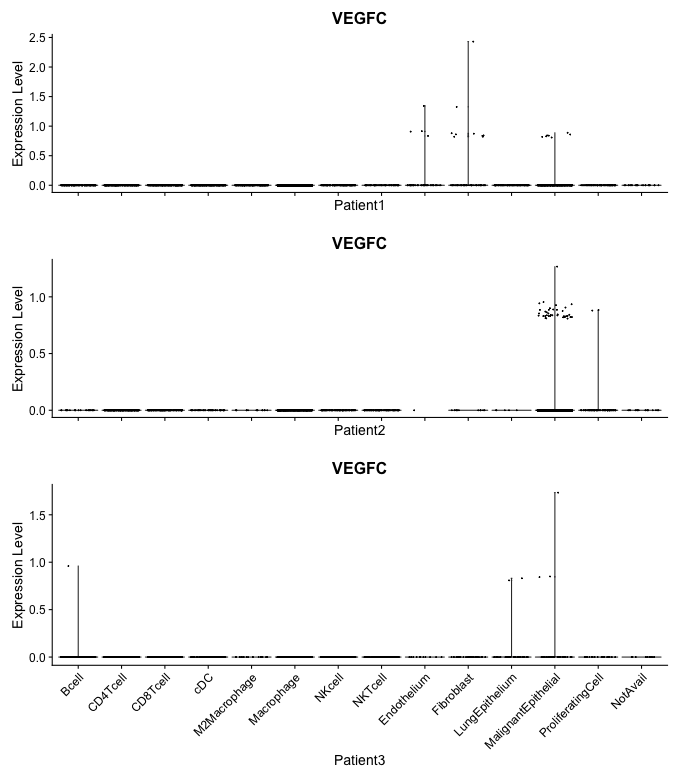 VEGFC
Expression Level
2.5
2.0
1.5
1.0
0.5
0.0
Patient1
VEGFC
Expression Level
1.0
0.5
0.0
Patient2
VEGFC
Expression Level
1.5
1.0
0.5
0.0
Bcell
CD4Tcell
CD8Tcell
cDC
M2Macrophage
Macrophage
NKcell
NKTcell
Endothelium
Fibroblast
LungEpithelium
MalignantEpithelial
ProliferatingCell
NotAvail
Patient3